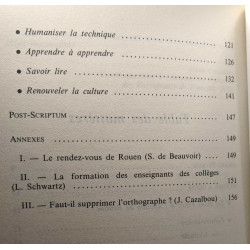 • Humaniser la technique . . . . . . . . . 121
• Apprendre à apprendre . . . . . . . . . 126
• Savoir lire . . . . . . . . . 132
• Renouveler la culture . . . . . . . . . 141
POST-SCRIPTUM . . . . . . . . . 147
ANNEXES . . . . . . . . . 149
I. — Le rendez-vous de Rouen (S. de Beauvoir) . . 149
II. — La formation des enseignants des collèges
(L. Schwartz) . . . . . . . . . 151
III. — Faut-il supprimer l'orthographe ? (J. Cazalbou) 156